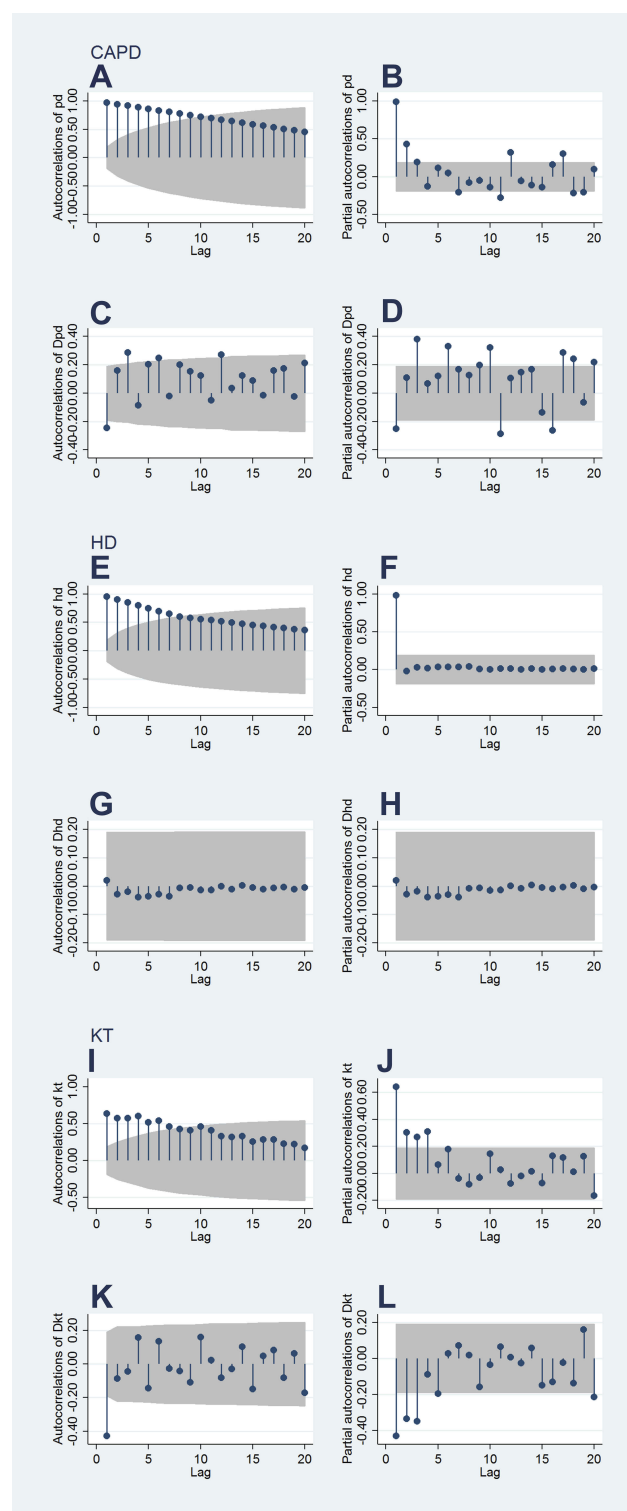 CAPD
A
B
Autocorrelations of pd
-1.00-0.500.00 0.50 1.00
0 5 10 15 20
Lag
Partial autocorrelations of pd
-0.50 0.00 0.50 1.00
0 5 10 15 20
Lag
C
D
Autocorrelations of Dpd
-0.40-0.200.00 0.20 0.40
0 5 10 15 20
Lag
Partial autocorrelations of Dpd
-0.40-0.200.00 0.20 0.40
0 5 10 15 20
Lag
HD
E
F
Autocorrelations of hd
-1.00-0.500.00 0.50 1.00
0 5 10 15 20
Lag
Partial autocorrelations of hd
-0.50 0.00 0.50 1.00
0 5 10 15 20
Lag
G
H
Autocorrelations of Dhd
-0.20-0.100.00 0.10 0.20
0 5 10 15 20
Lag
Partial autocorrelations of Dhd
-0.20-0.100.00 0.10 0.20
0 5 10 15 20
Lag
KT
I
J
Autocorrelations of kt
-0.50 0.00 0.50 1.00
0 5 10 15 20
Lag
Partial autocorrelations of kt
-0.200.00 0.20 0.40 0.60
0 5 10 15 20
Lag
K
L
Autocorrelations of Dkt
-0.40 -0.20 0.00 0.20
0 5 10 15 20
Lag
Partial autocorrelations of Dkt
-0.40 -0.20 0.00 0.20
0 5 10 15 20
Lag